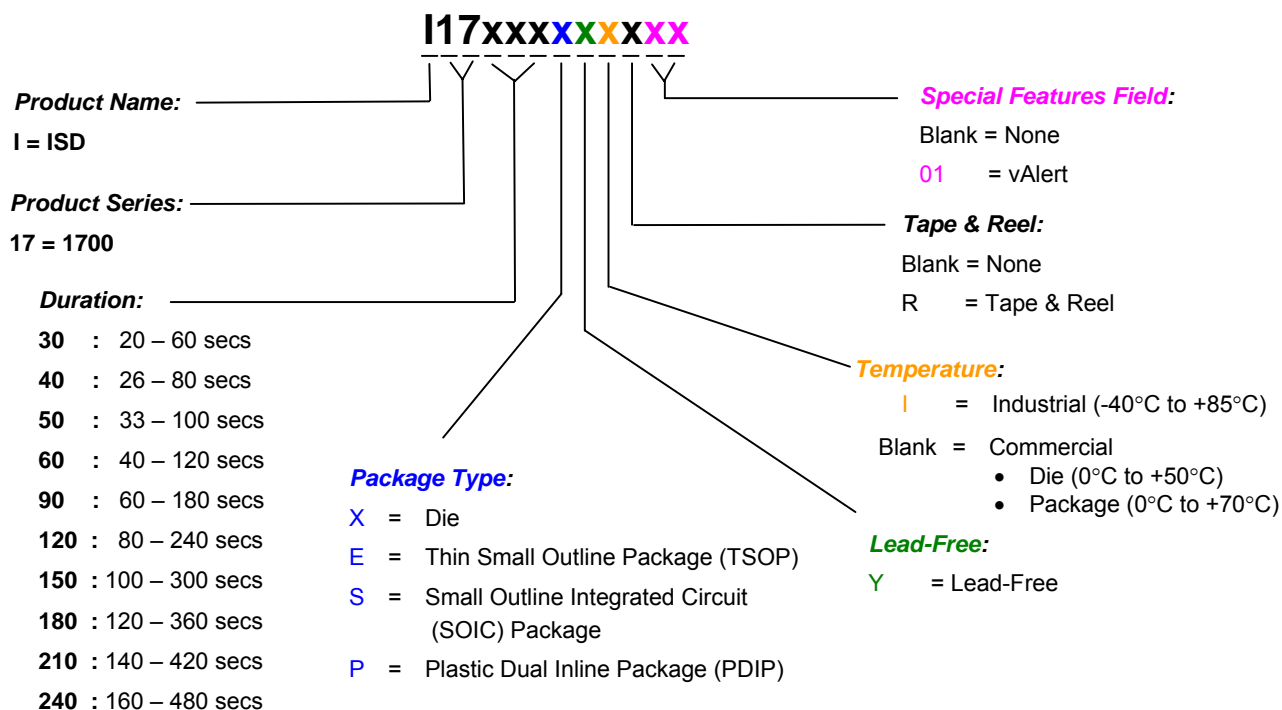 I17xxxxxxxxx
Product Name:
I = ISD
Product Series:
17 = 1700
Duration:
30 : 20 – 60 secs
40 : 26 – 80 secs
50 : 33 – 100 secs
60 : 40 – 120 secs
90 : 60 – 180 secs
120 : 80 – 240 secs
150 : 100 – 300 secs
180 : 120 – 360 secs
210 : 140 – 420 secs
240 : 160 – 480 secs
Package Type:
X = Die
E = Thin Small Outline Package (TSOP)
S = Small Outline Integrated Circuit
(SOIC) Package
P = Plastic Dual Inline Package (PDIP)
Special Features Field:
Blank = None
01 = vAlert
Tape & Reel:
Blank = None
R = Tape & Reel
Temperature:
I = Industrial (-40°C to +85°C)
Blank = Commercial
• Die (0°C to +50°C)
• Package (0°C to +70°C)
Lead-Free:
Y = Lead-Free